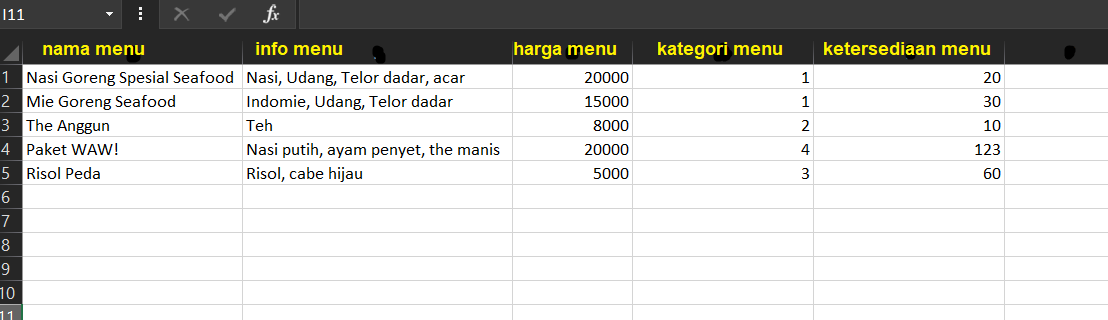 I11 fx
nama menu info menu harga menu kategori menu ketersediaan menu
1 Nasi Goreng Spesial Seafood Nasi, Udang, Telor dadar, acar 20000 1 20
2 Mie Goreng Seafood Indomie, Udang, Telor dadar 15000 1 30
3 The Anggun Teh 8000 2 10
4 Paket WAW! Nasi putih, ayam penyet, the manis 20000 4 123
5 Risol Peda Risol, cabe hijau 5000 3 60
6
7
8
9
10
11